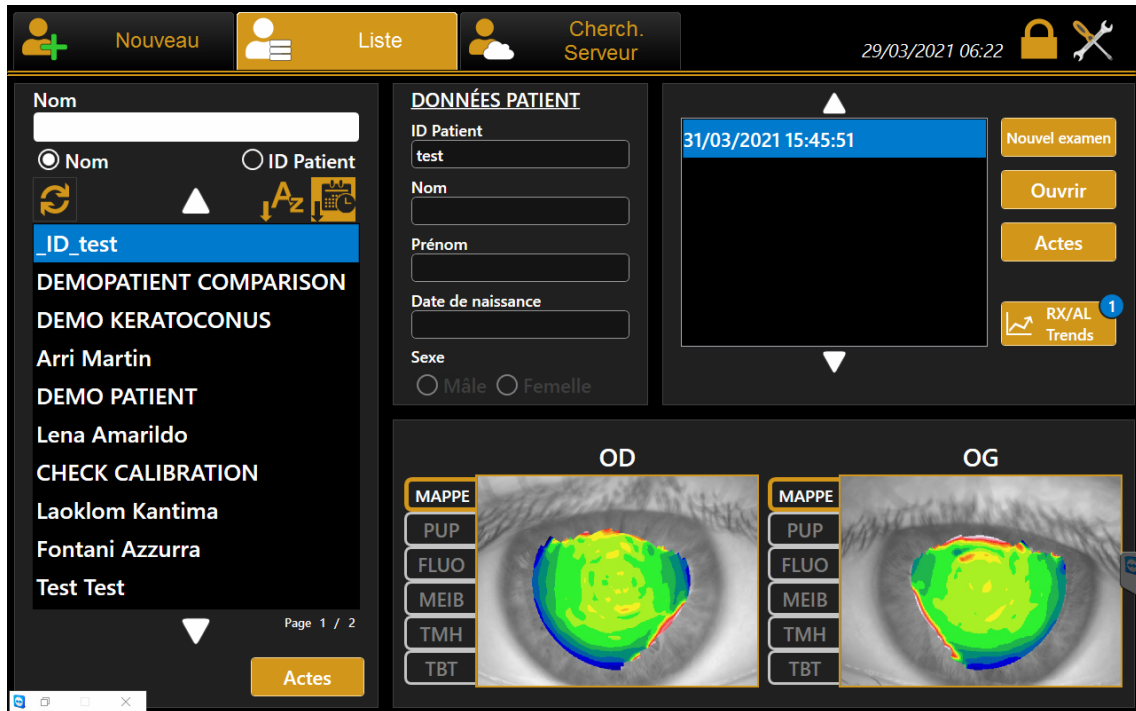 Nouveau
Liste
Cherch.
Serveur
29/03/2021 06:22
Nom
Nom
ID Patient
AZ
_ID_test
DEMOPATIENT COMPARISON
DEMO KERATOCONUS
Arri Martin
DEMO PATIENT
Lena Amarildo
CHECK CALIBRATION
Laoklom Kantima
Fontani Azzurra
Test Test
Page 1 / 2
Actes
DONNÉES PATIENT
ID Patient
test
Nom
Prénom
Date de naissance
Sexe
Mâle
Femelle
31/03/2021 15:45:51
Nouvel examen
Ouvrir
Actes
RX/AL
Trends
1
OD
MAPPE
PUP
FLUO
MEIB
TMH
TBT
OG
MAPPE
PUP
FLUO
MEIB
TMH
TBT